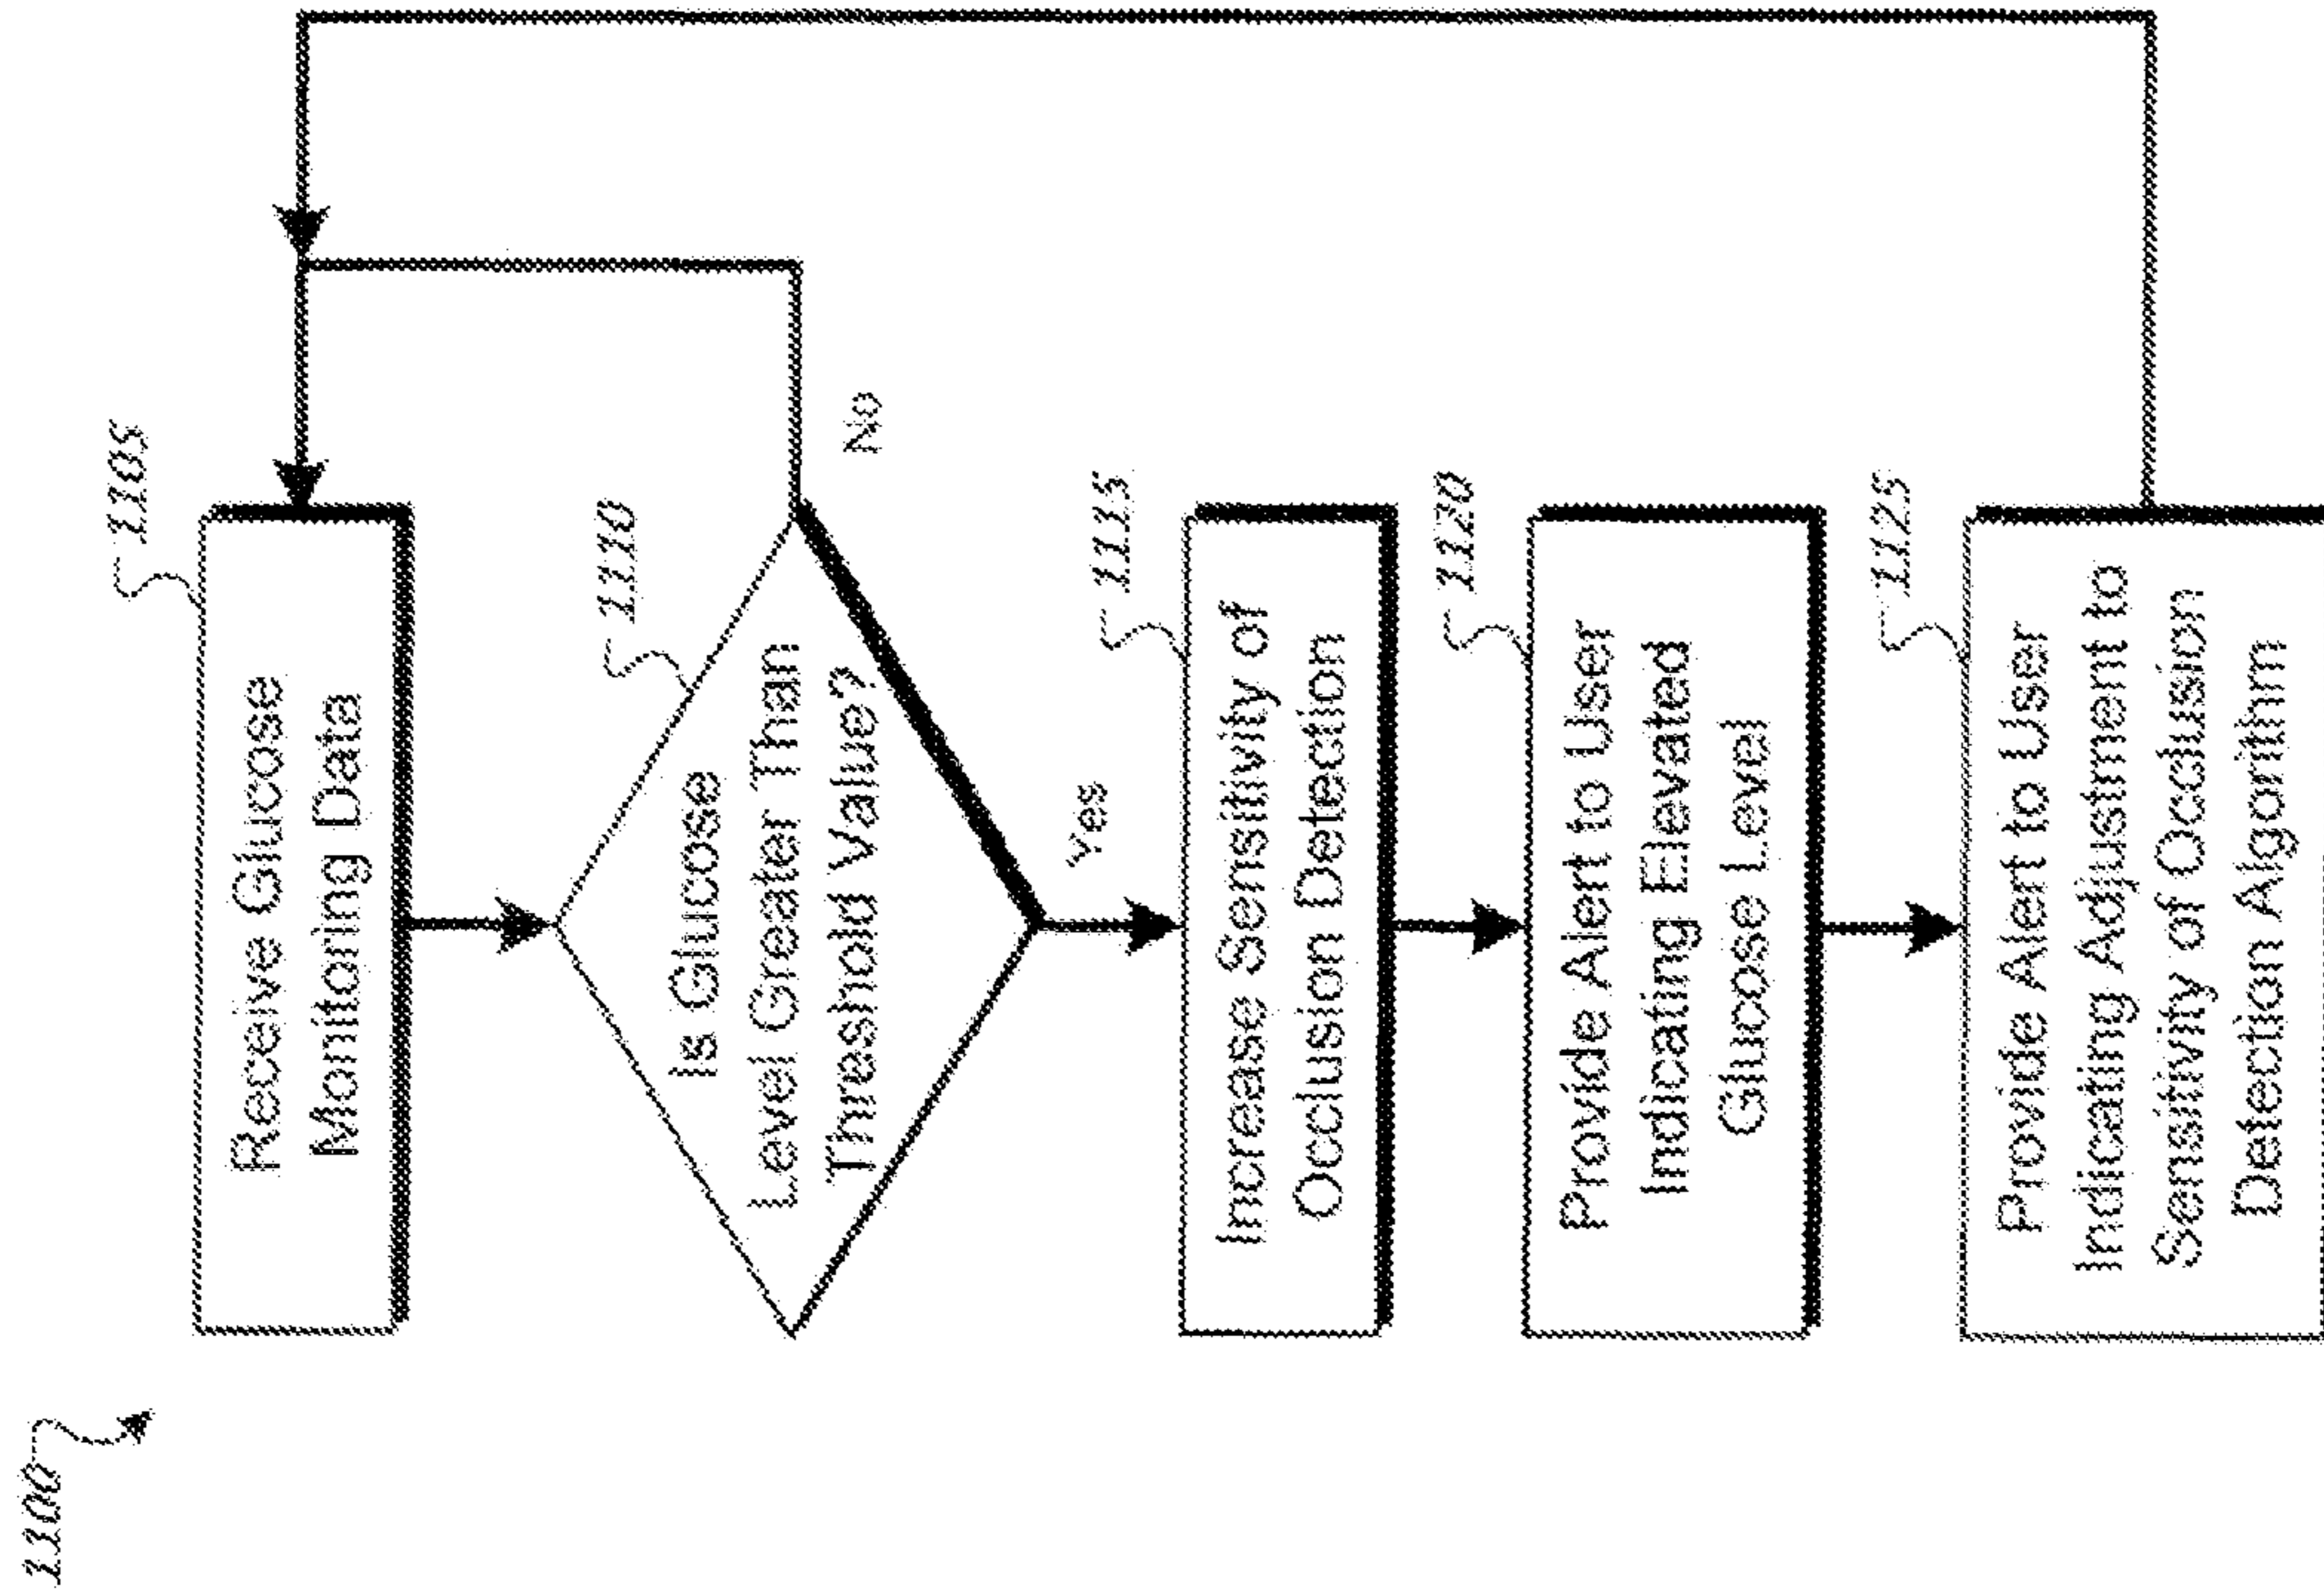 1100
1105
Receive Glucose
Monitoring Data
1110
Is Glucose
Level Greater Than
Threshold Value?
No
Yes
1115
Increase Sensitivity of
Occlusion Detection
1120
Provide Alert to User
Indicating Elevated
Glucose Level
1125
Provide Alert to User
Indicating Adjustment to
Sensitivity of Occlusion
Detection Algorithm